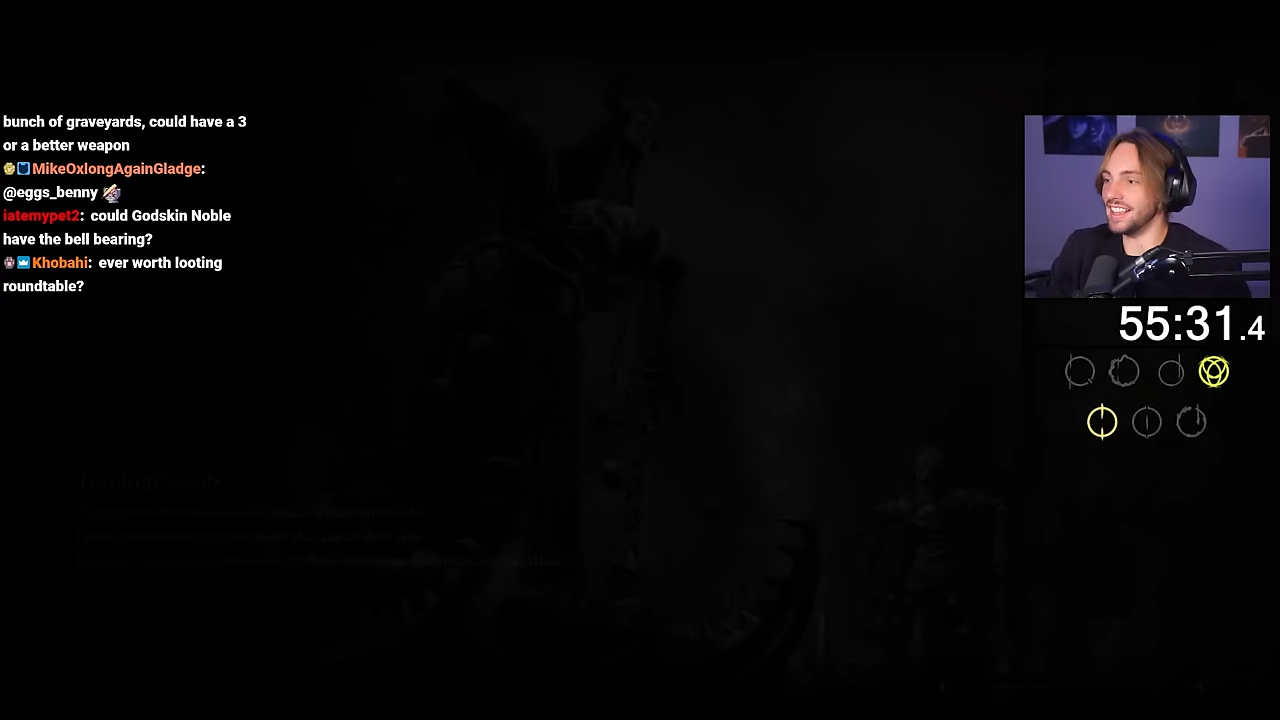 bunch of graveyards, could have a 3
or a better weapon
MikeOxlongAgainGladge:
@eggs_benny
iatemypet2: could Godskin Noble
have the bell bearing?
Khobahi: ever worth looting
roundtable?
55:31.4